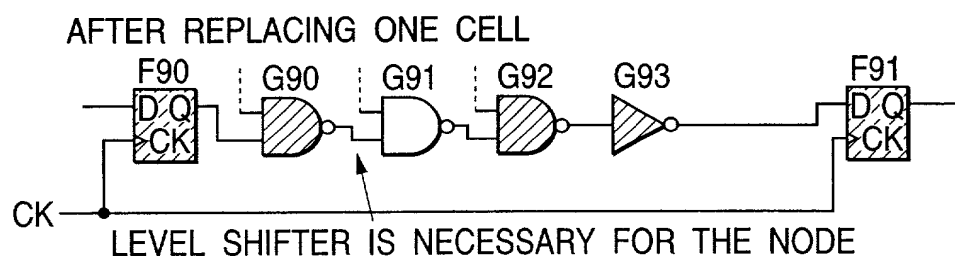 AFTER REPLACING ONE CELL
F90 G90 G91 G92 G93 F91
D Q D Q
CK CK
CK
LEVEL SHIFTER IS NECESSARY FOR THE NODE